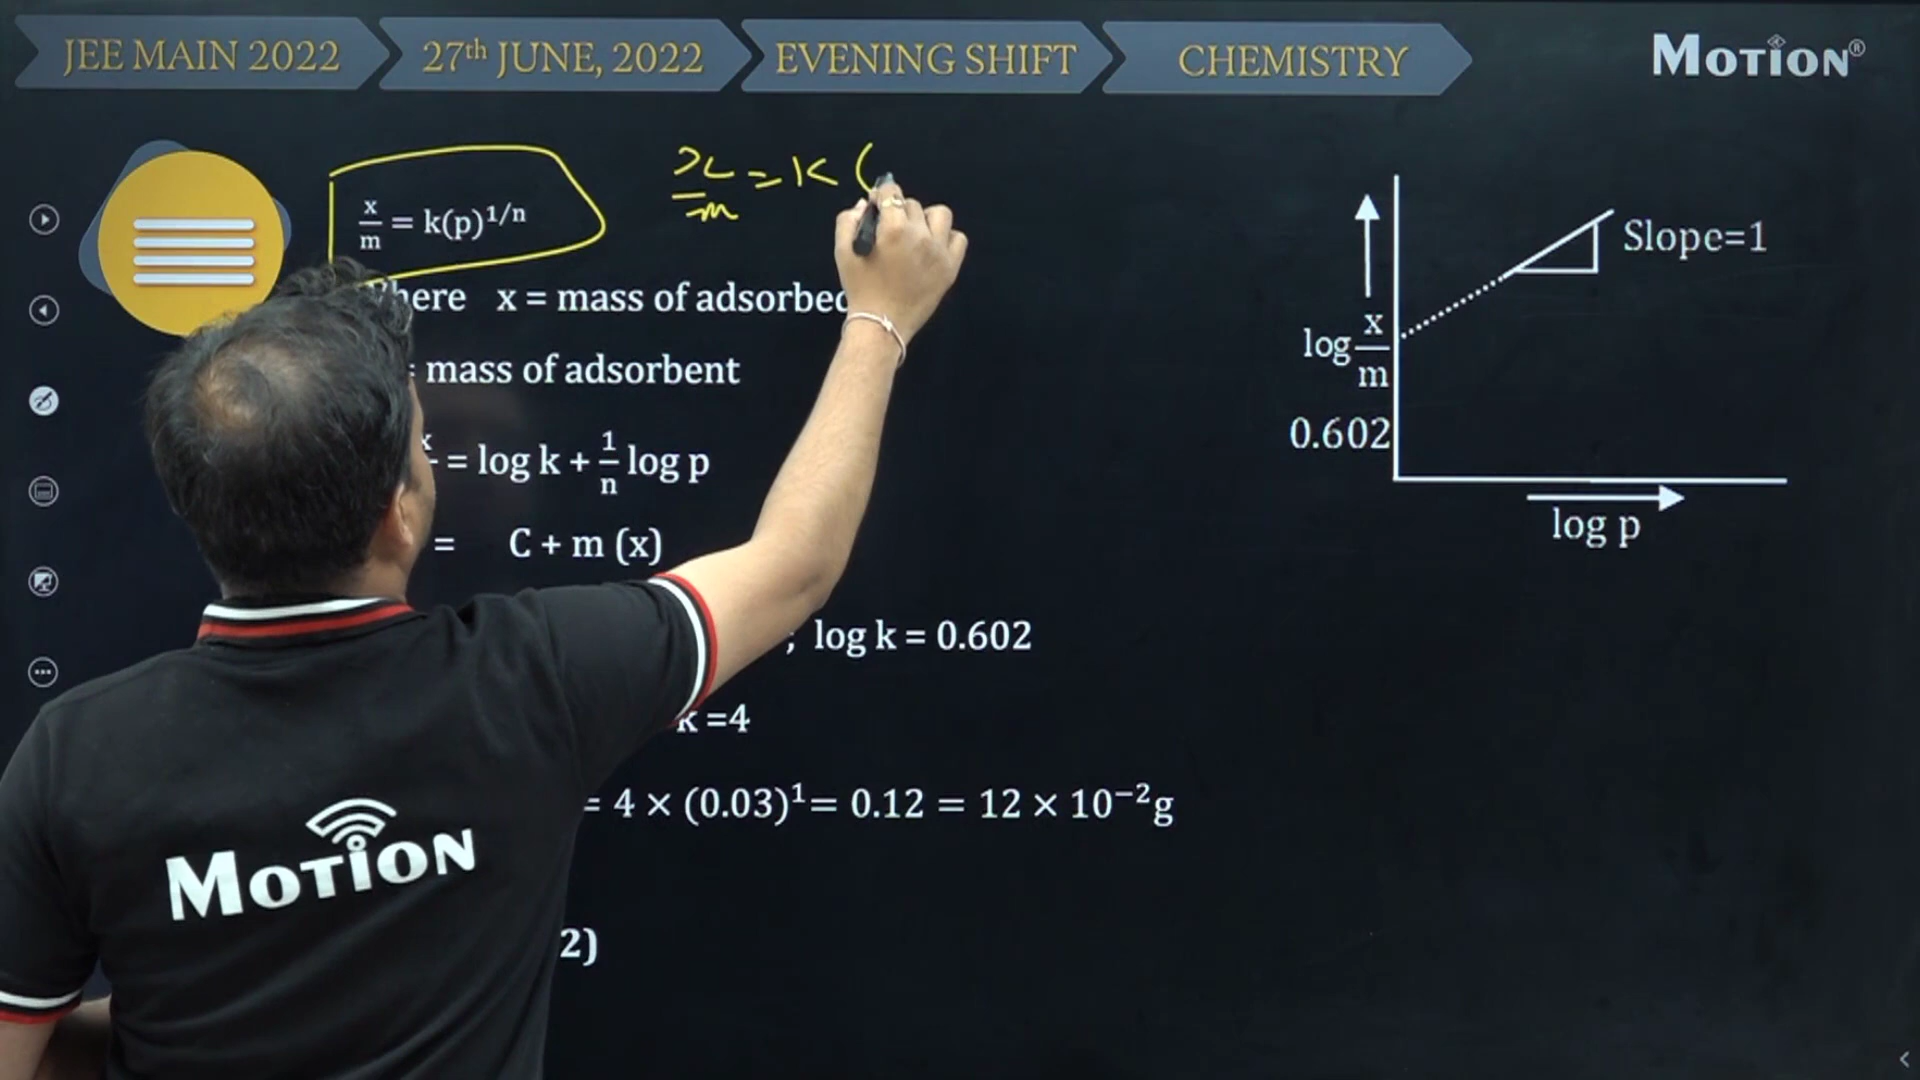 JEE MAIN 2022
27th JUNE, 2022
EVENING SHIFT
CHEMISTRY
MOTION®
x/m = k(p)^1/n
x/m = K (
x = mass of adsorbed
= mass of adsorbent
= log k + 1/n log p
= C + m (x)
; log k = 0.602
K =4
= 4 × (0.03)¹= 0.12 = 12 × 10⁻²g
2)
Slope=1
log x/m
0.602
log p
MOTION